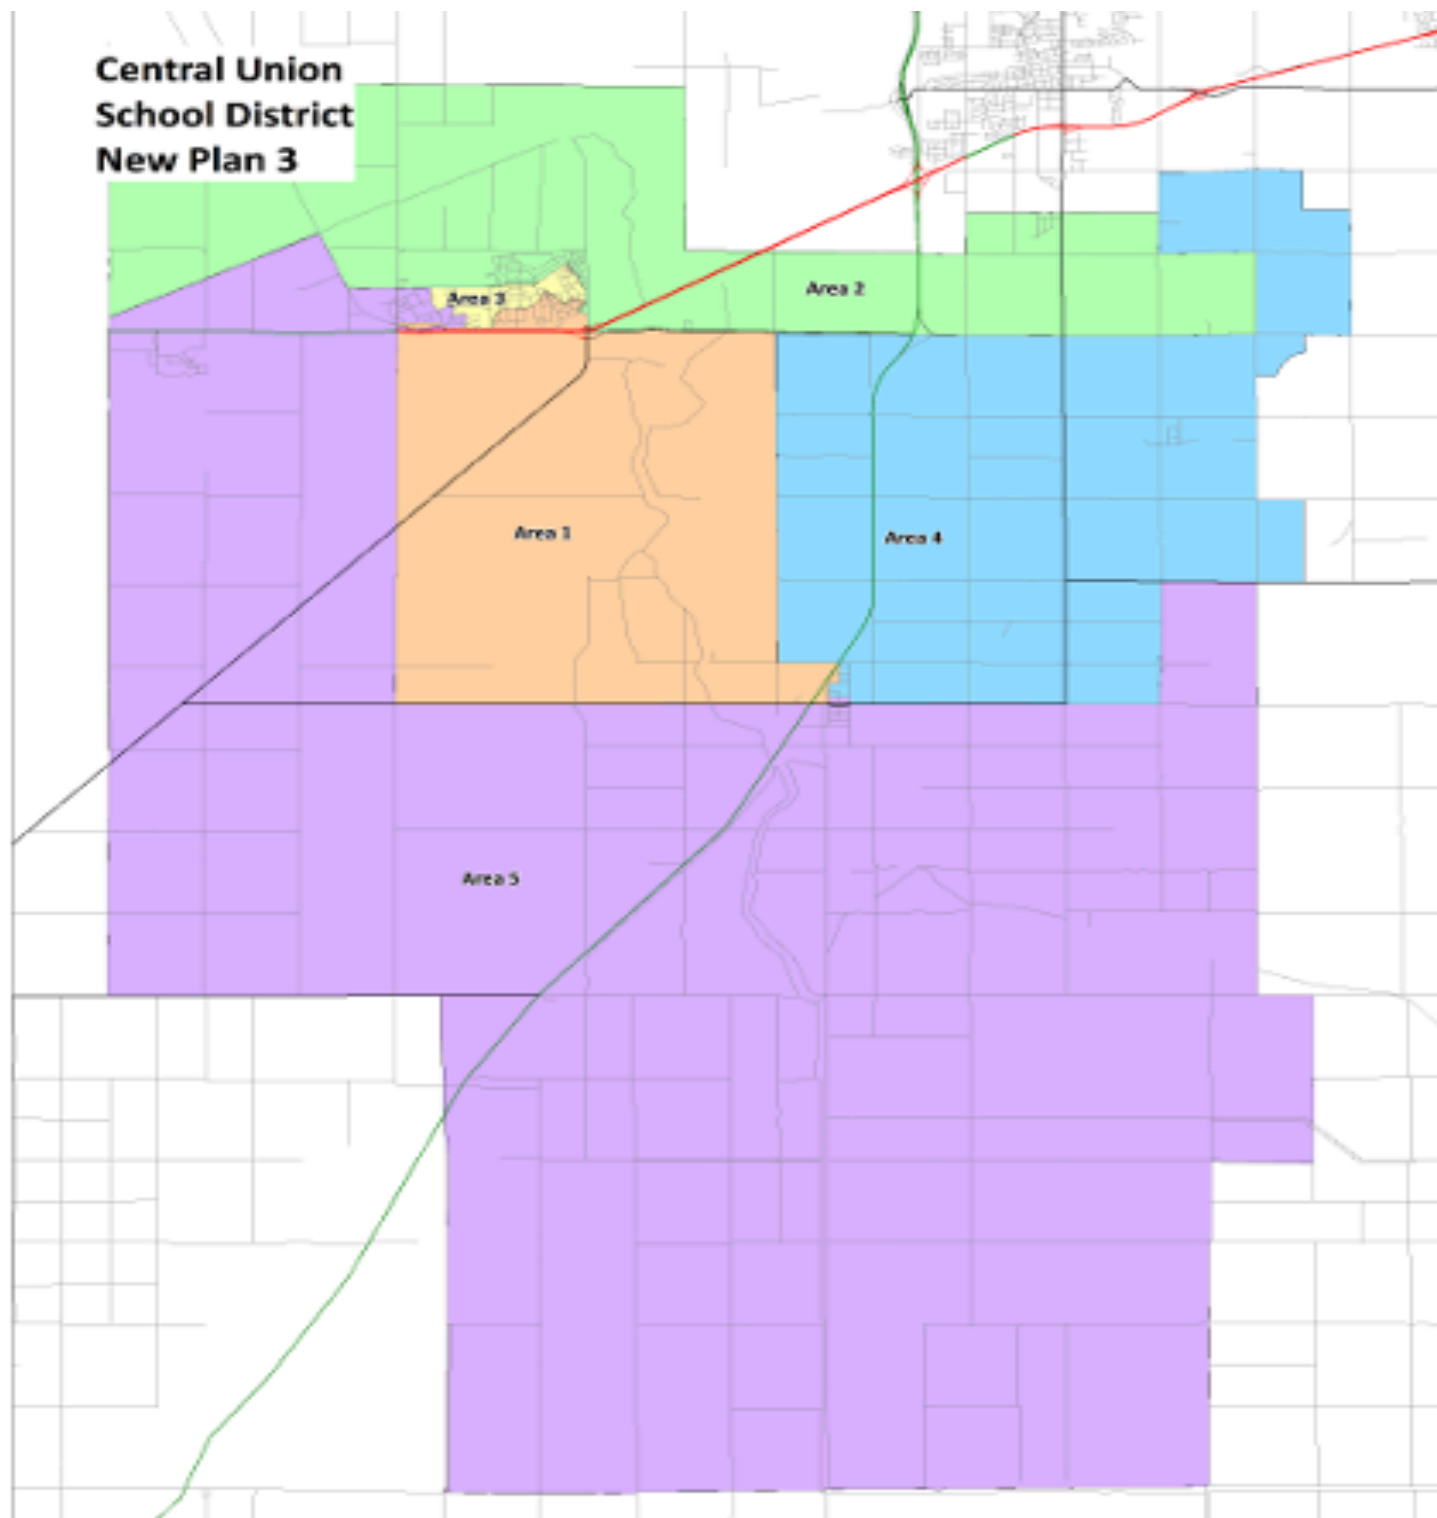 Central Union
School District
New Plan 3
Area 2
Area 3
Area 1
Area 4
Area 5